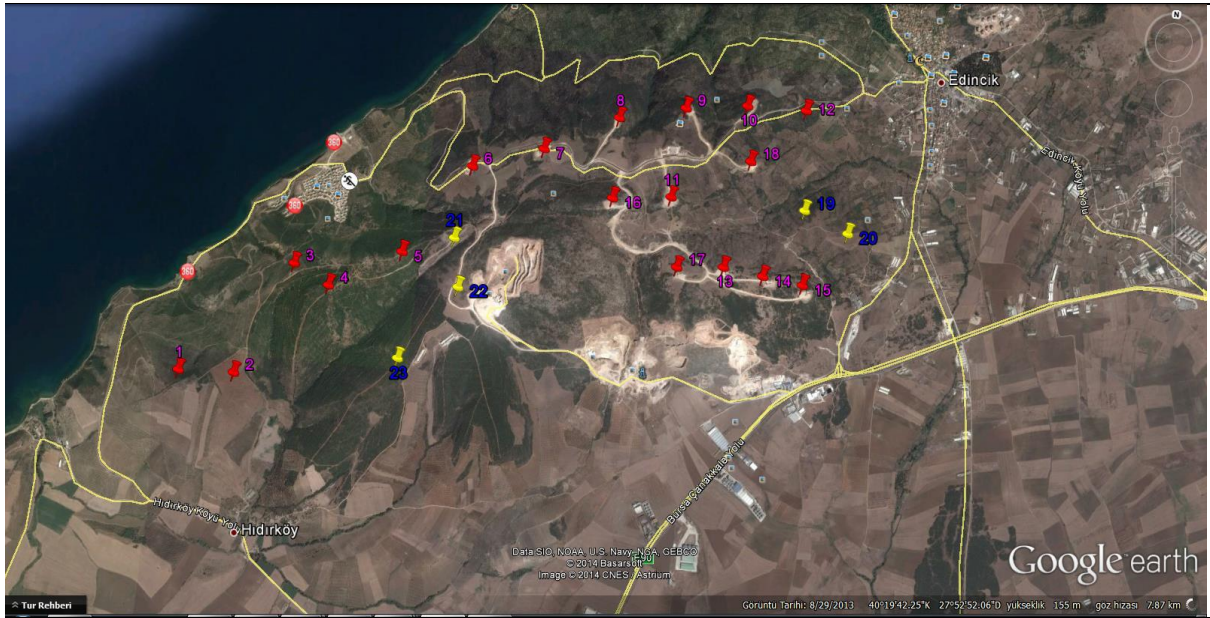 N
Edincik
8
9
10
12
Edincik Köyü Yolu
360
6
7
18
11
16
19
360
21
20
3
5
17
360
4
13
14
15
22
1
2
23
Bursa Çanakkale Yolu
Hıdırköy Köyü Yolu
Hıdırköy
Data SIO, NOAA, U.S. Navy, NGA, GEBCO
© 2014 Basarsoft
Image © 2014 CNES / Astrium
Google earth
Tur Rehberi
Görüntü Tarihi: 8/29/2013 40°19'42.25"K 27°52'52.06"D yükseklik 155 m göz hizası 7.87 km